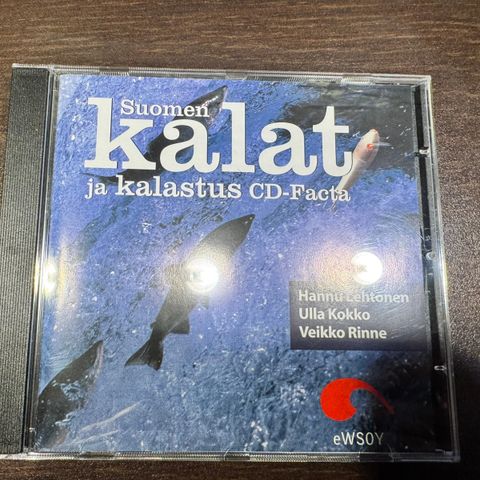 Suomen
kalat
ja kalastus CD-Facta
Hannu Lehtonen
Ulla Kokko
Veikko Rinne
eWSOY